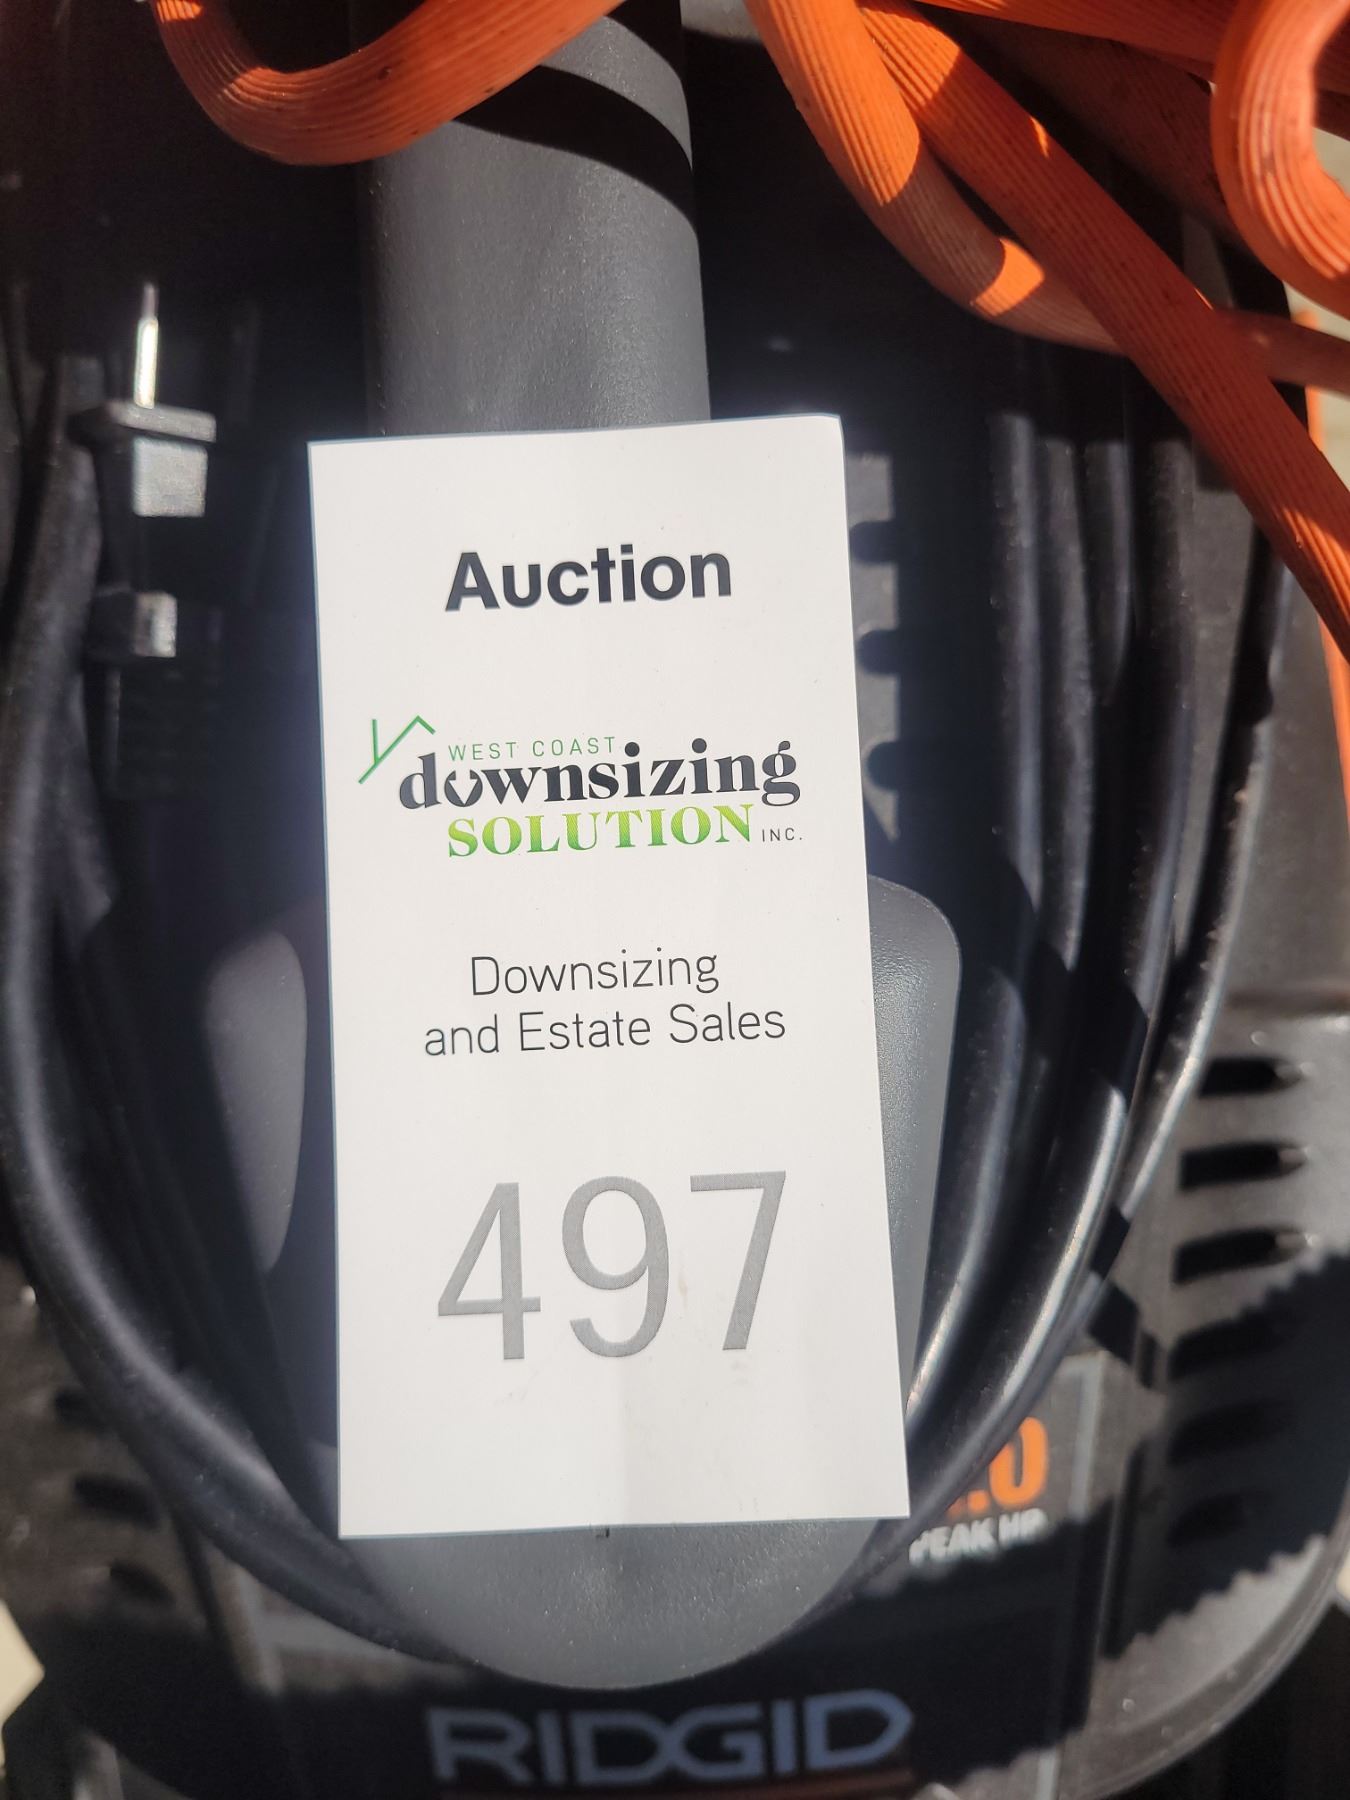 Auction
WEST COAST
downsizing
SOLUTION INC.
Downsizing
and Estate Sales
497
PEAK HP
RIDGID